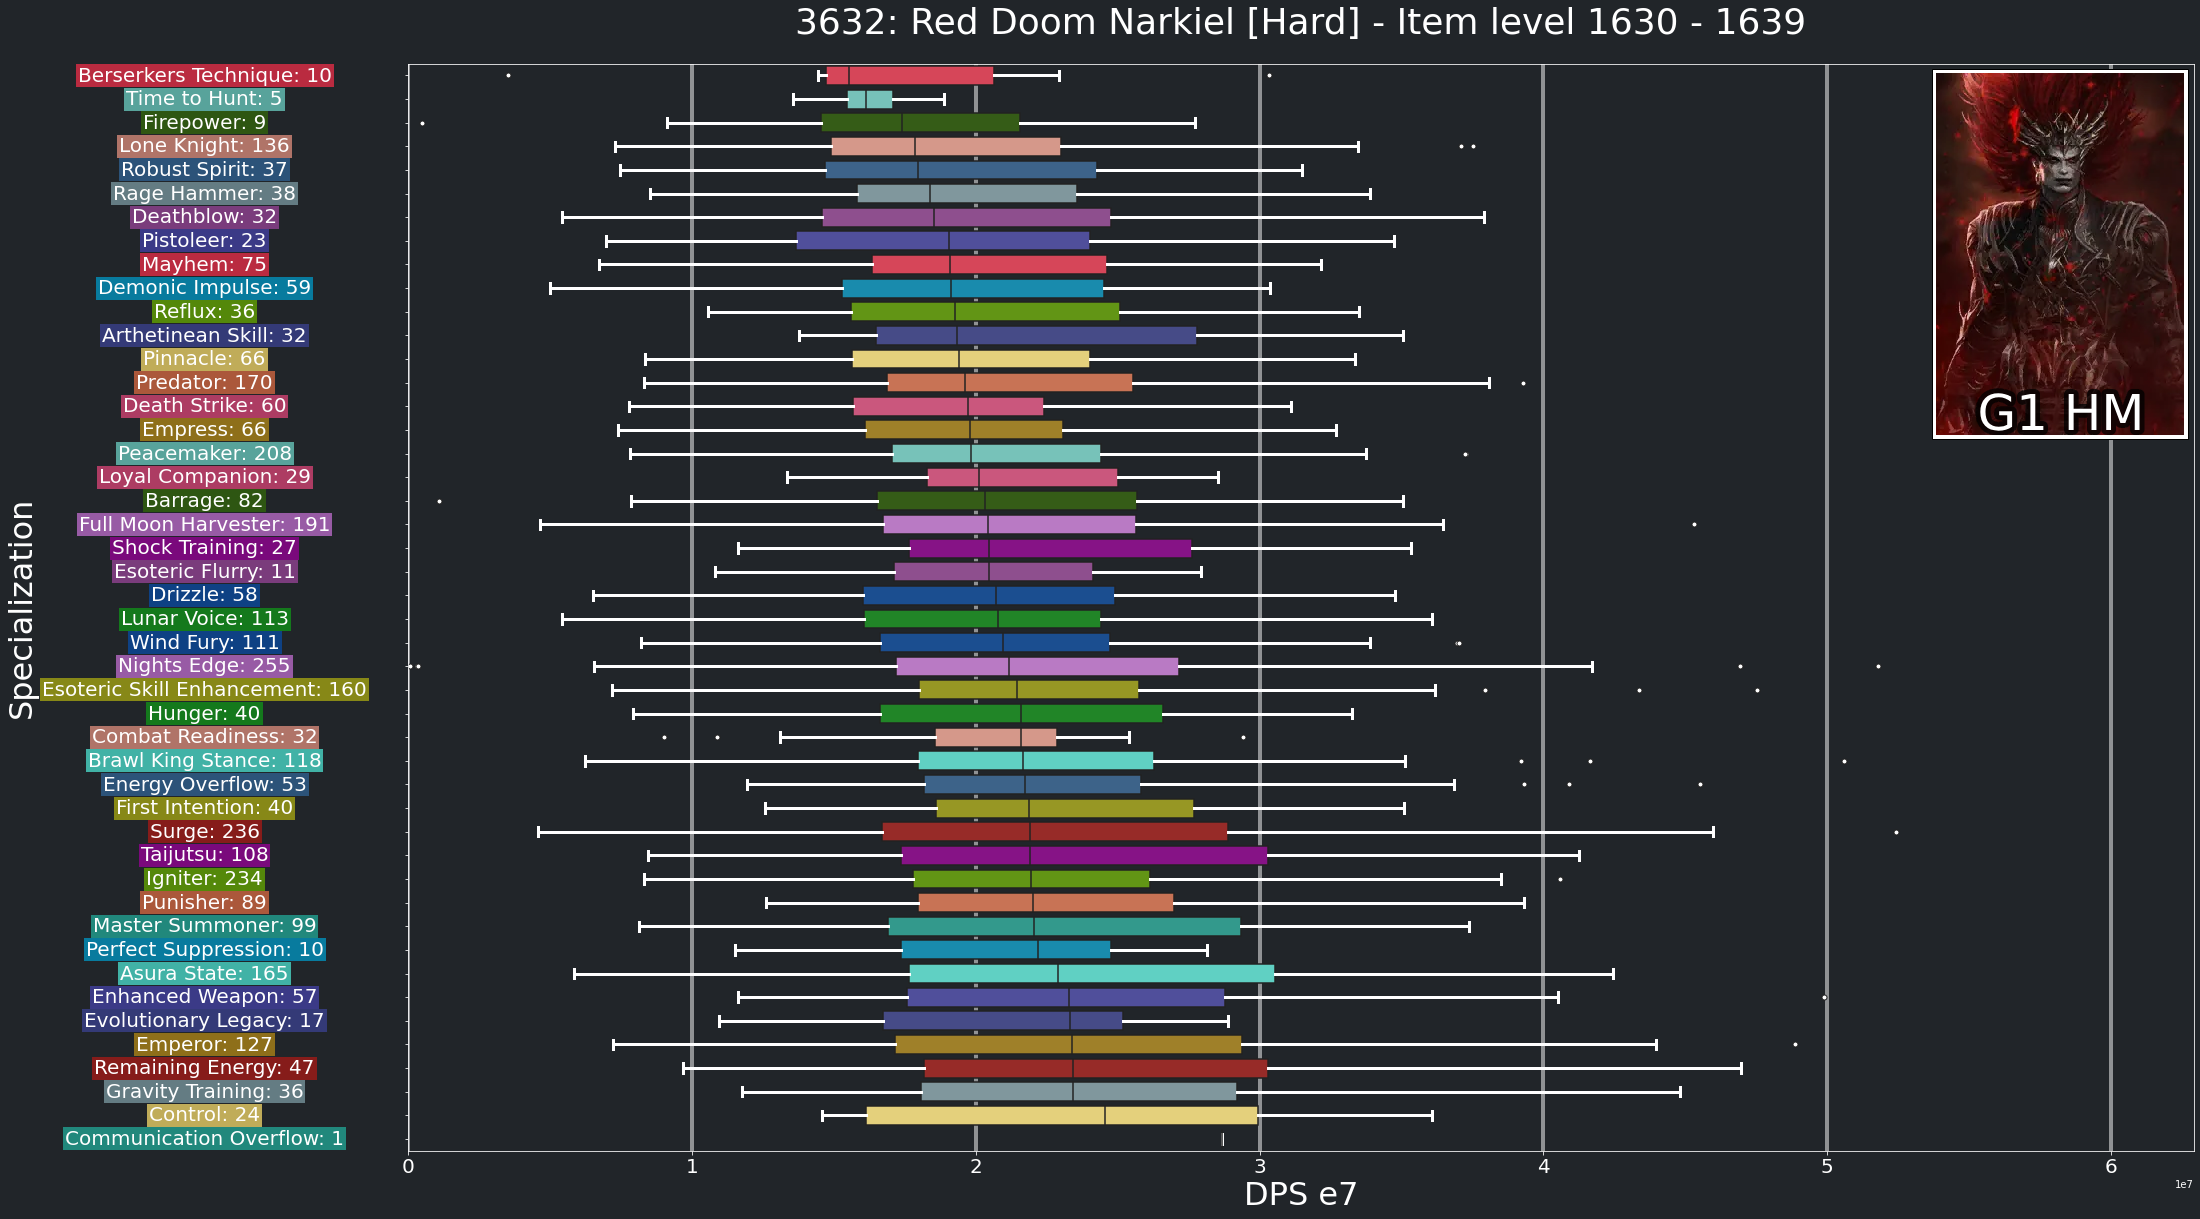 3632: Red Doom Narkiel [Hard] - Item level 1630 - 1639
Specialization
Berserkers Technique: 10
Time to Hunt: 5
Firepower: 9
Lone Knight: 136
Robust Spirit: 37
Rage Hammer: 38
Deathblow: 32
Pistoleer: 23
Mayhem: 75
Demonic Impulse: 59
Reflux: 36
Arthetinean Skill: 32
Pinnacle: 66
Predator: 170
Death Strike: 60
Empress: 66
Peacemaker: 208
Loyal Companion: 29
Barrage: 82
Full Moon Harvester: 191
Shock Training: 27
Esoteric Flurry: 11
Drizzle: 58
Lunar Voice: 113
Wind Fury: 111
Nights Edge: 255
Esoteric Skill Enhancement: 160
Hunger: 40
Combat Readiness: 32
Brawl King Stance: 118
Energy Overflow: 53
First Intention: 40
Surge: 236
Taijutsu: 108
Igniter: 234
Punisher: 89
Master Summoner: 99
Perfect Suppression: 10
Asura State: 165
Enhanced Weapon: 57
Evolutionary Legacy: 17
Emperor: 127
Remaining Energy: 47
Gravity Training: 36
Control: 24
Communication Overflow: 1
G1 HM
0 1 2 3 4 5 6
DPS e7
1e7